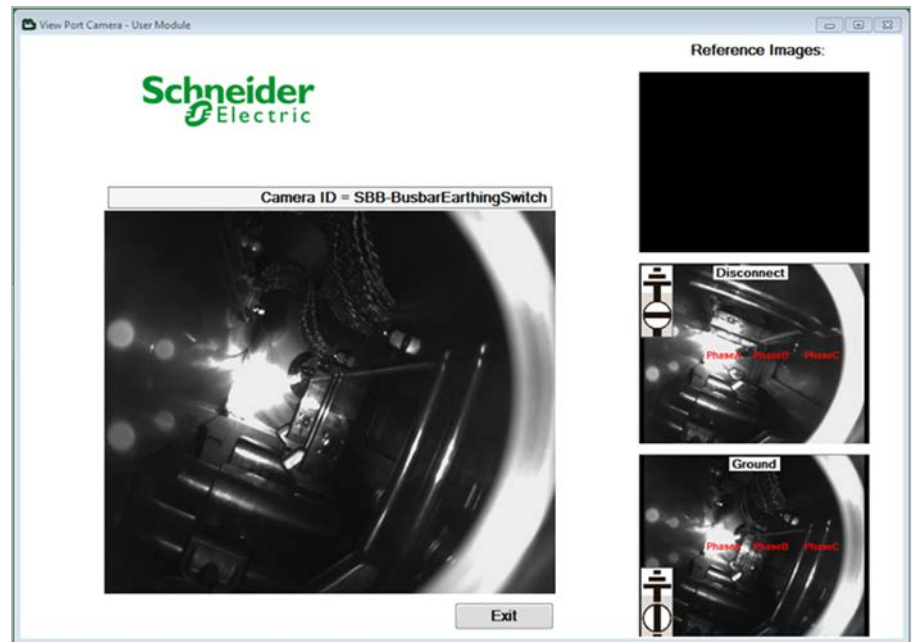 View Port Camera - User Module
Reference Images:
Schneider
Electric
Camera ID = SBB-BusbarEarthingSwitch
Disconnect
PhaseA PhaseB PhaseC
Ground
PhaseA PhaseB PhaseC
Exit